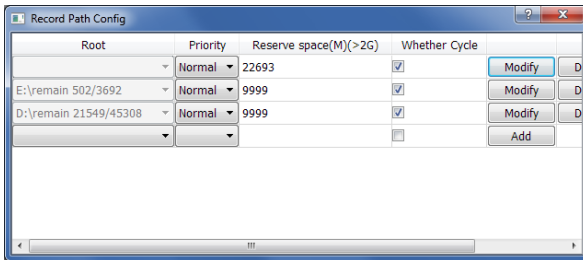 Record Path Config
Root Priority Reserve space(M)(>2G) Whether Cycle
Normal 22693 Modify D
E:\remain 502/3692 Normal 9999 Modify D
D:\remain 21549/45308 Normal 9999 Modify D
Add